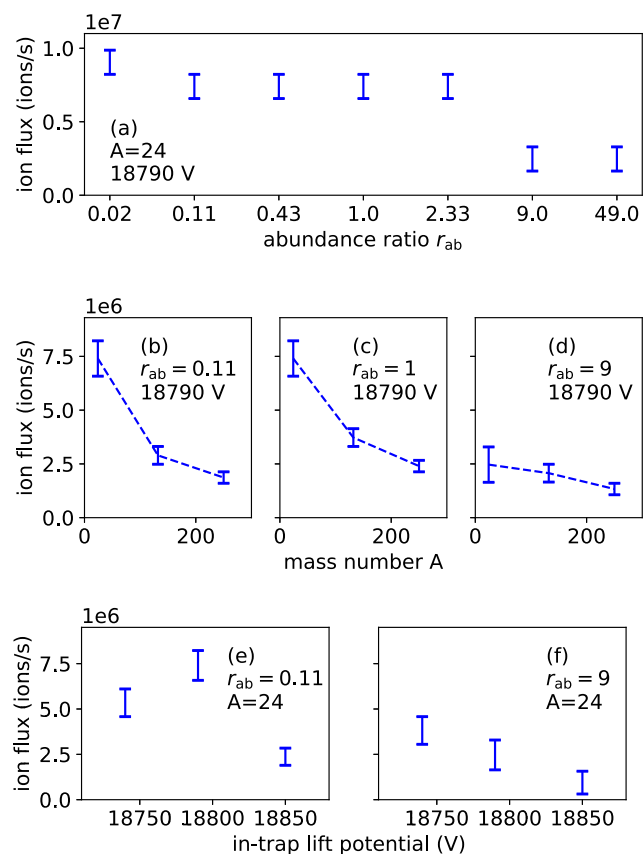 1e7
ion flux (ions/s)
1.0
0.5
0.0
(a)
A=24
18790 V
0.02 0.11 0.43 1.0 2.33 9.0 49.0
abundance ratio r_ab
1e6
ion flux (ions/s)
7.5
5.0
2.5
0.0
(b)
r_ab = 0.11
18790 V
(c)
r_ab = 1
18790 V
(d)
r_ab = 9
18790 V
0 200 0 200 0 200
mass number A
1e6
ion flux (ions/s)
7.5
5.0
2.5
0.0
(e)
r_ab = 0.11
A=24
(f)
r_ab = 9
A=24
18750 18800 18850 18750 18800 18850
in-trap lift potential (V)